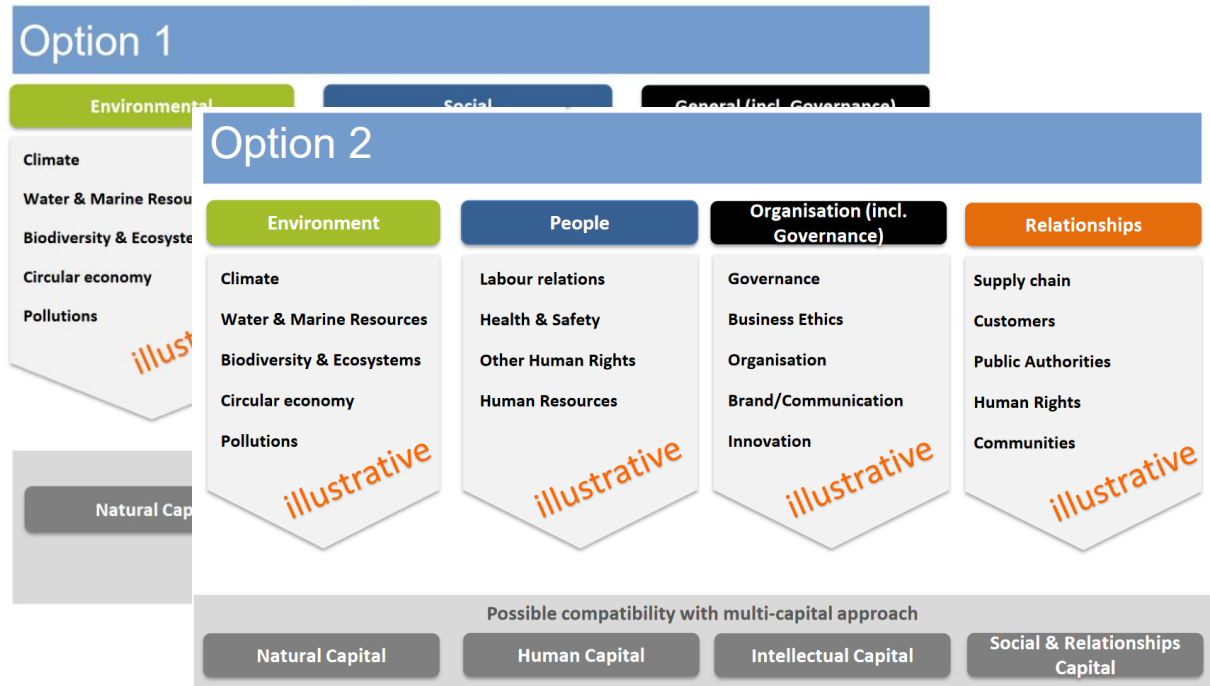 Option 1
Environmental
Social
General (incl. Governance)
Climate
Water & Marine Resou
Biodiversity & Ecosyste
Circular economy
Pollutions
illust
Natural Cap
Option 2
Environment
People
Organisation (incl.
Governance)
Relationships
Climate
Water & Marine Resources
Biodiversity & Ecosystems
Circular economy
Pollutions
illustrative
Labour relations
Health & Safety
Other Human Rights
Human Resources
illustrative
Governance
Business Ethics
Organisation
Brand/Communication
Innovation
illustrative
Supply chain
Customers
Public Authorities
Human Rights
Communities
illustrative
Possible compatibility with multi-capital approach
Natural Capital
Human Capital
Intellectual Capital
Social & Relationships
Capital